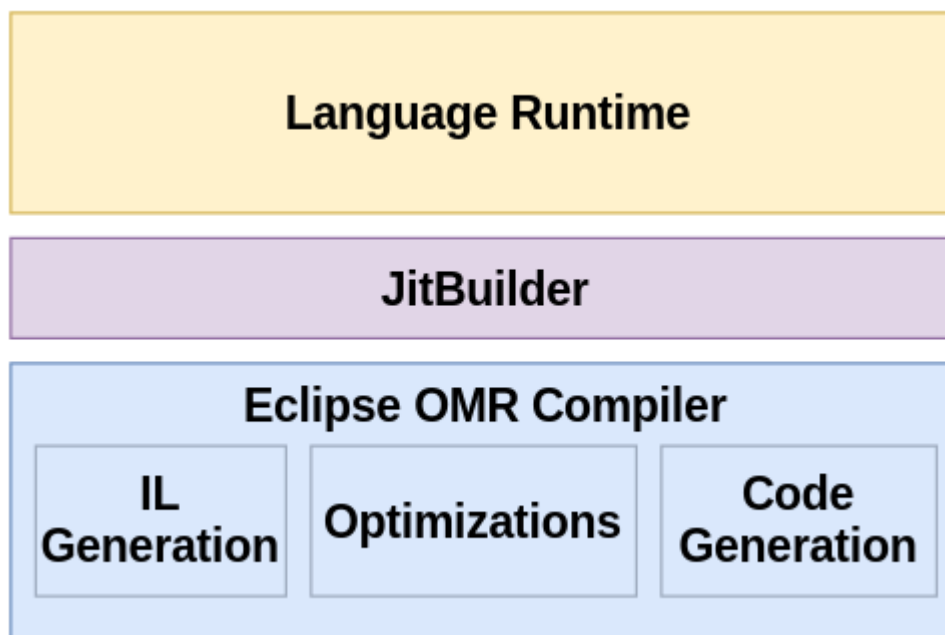 Language Runtime
JitBuilder
Eclipse OMR Compiler
IL
Generation
Optimizations
Code
Generation